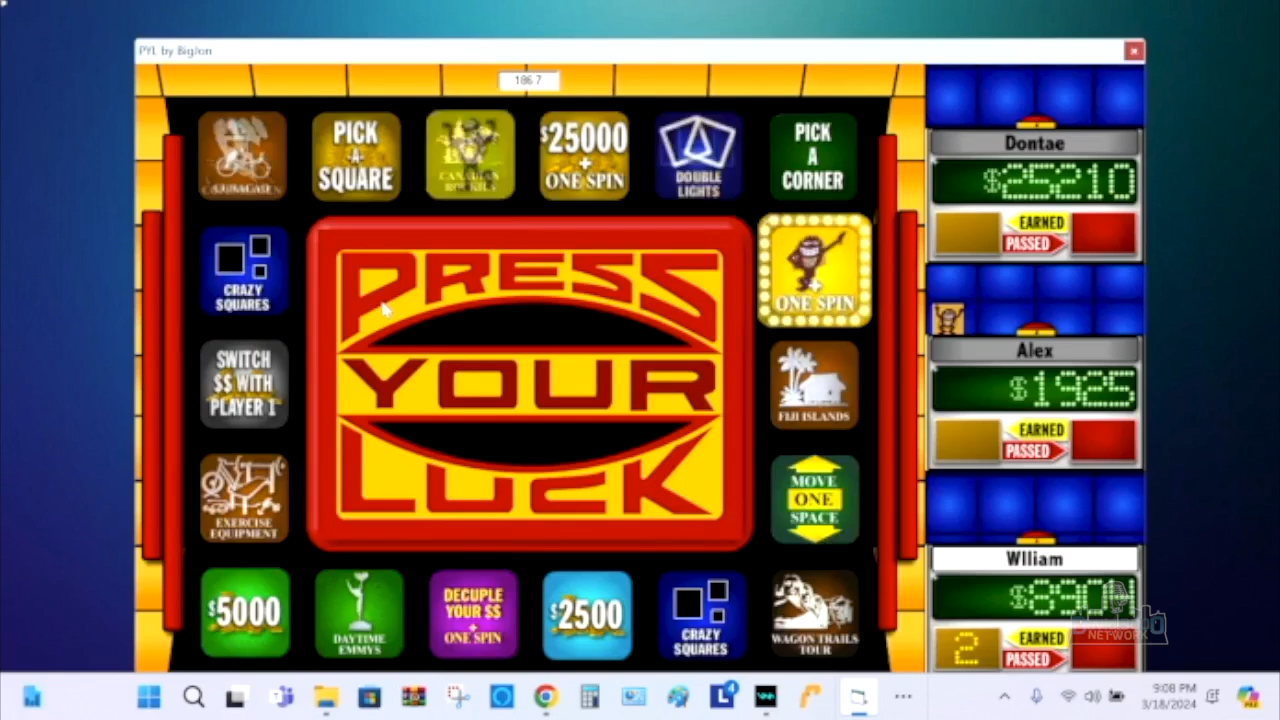 PYL by BigJon
186 7
PICK
A
SQUARE
CANADIAN
ROCKIES
$25000
+
ONE SPIN
DOUBLE
LIGHTS
PICK
A
CORNER
CRAZY
SQUARES
+
ONE SPIN
SWITCH
$$ WITH
PLAYER 1
FIJI ISLANDS
EXERCISE
EQUIPMENT
MOVE
ONE
SPACE
PRESS
YOUR
LUCK
$5000
DAYTIME
EMMYS
DECUPLE
YOUR $$
+
ONE SPIN
$2500
CRAZY
SQUARES
WAGON TRAILS
TOUR
Dontae
$25210
EARNED
PASSED
Alex
$1925
EARNED
PASSED
Wlliam
2
EARNED
PASSED
NETWORK
9:08 PM
3/18/2024